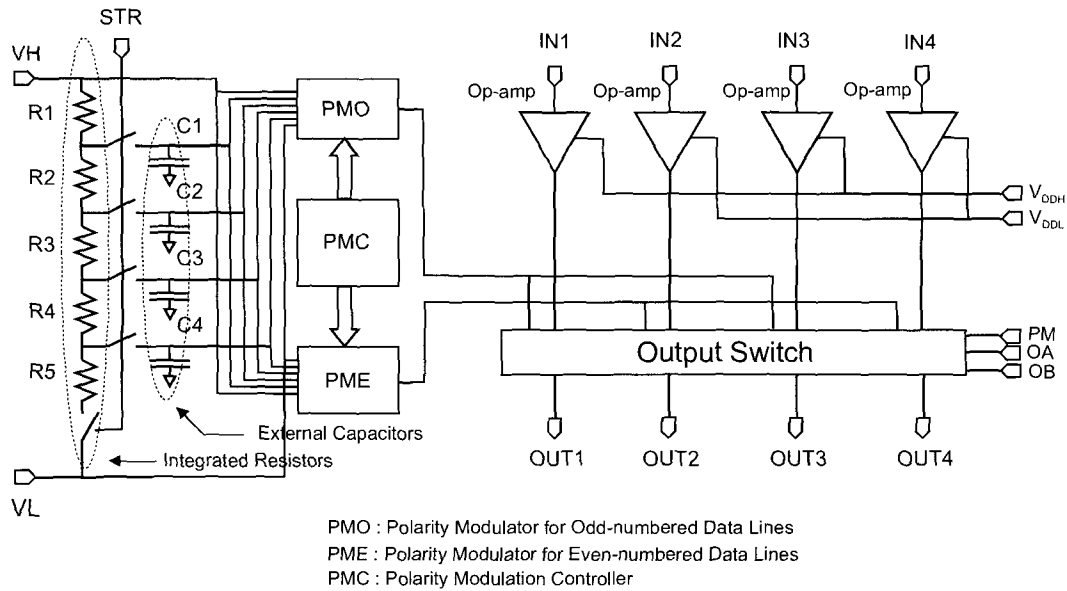 STR
VH
R1
R2
R3
R4
R5
C1
C2
C3
C4
PMO
PMC
PME
External Capacitors
Integrated Resistors
VL
IN1
IN2
IN3
IN4
Op-amp
Op-amp
Op-amp
Op-amp
VDDH
VDDL
Output Switch
PM
OA
OB
OUT1
OUT2
OUT3
OUT4
PMO : Polarity Modulator for Odd-numbered Data Lines
PME : Polarity Modulator for Even-numbered Data Lines
PMC : Polarity Modulation Controller